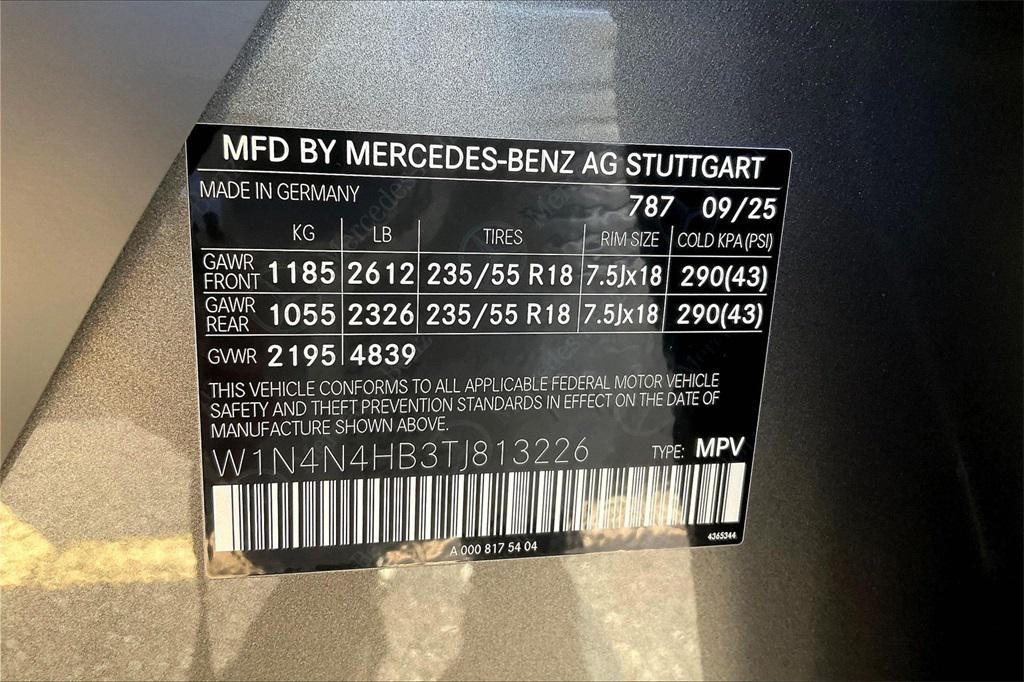 MFD BY MERCEDES-BENZ AG STUTTGART
MADE IN GERMANY 787 09/25
KG LB TIRES RIM SIZE COLD KPA (PSI)
GAWR FRONT 1185 2612 235/55 R18 7.5Jx18 290(43)
GAWR REAR 1055 2326 235/55 R18 7.5Jx18 290(43)
GVWR 2195 4839
THIS VEHICLE CONFORMS TO ALL APPLICABLE FEDERAL MOTOR VEHICLE
SAFETY AND THEFT PREVENTION STANDARDS IN EFFECT ON THE DATE OF
MANUFACTURE SHOWN ABOVE.
W1N4N4HB3TJ813226 TYPE: MPV
A 000 817 54 04 4365344